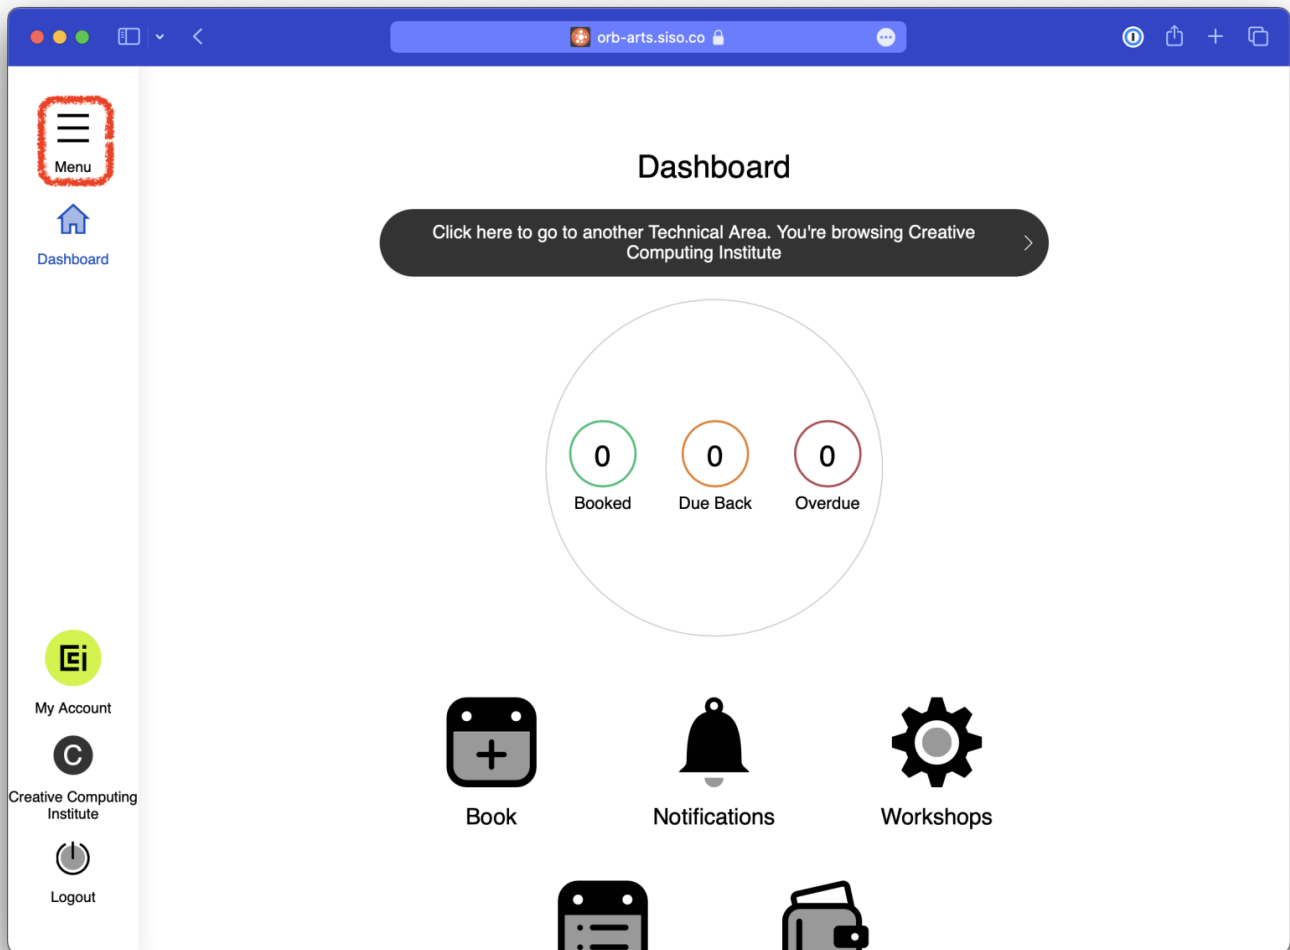 orb-arts.siso.co
Menu
Dashboard
Dashboard
Click here to go to another Technical Area. You're browsing Creative
Computing Institute
0
0
0
Booked
Due Back
Overdue
My Account
C
Creative Computing
Institute
Logout
Book
Notifications
Workshops